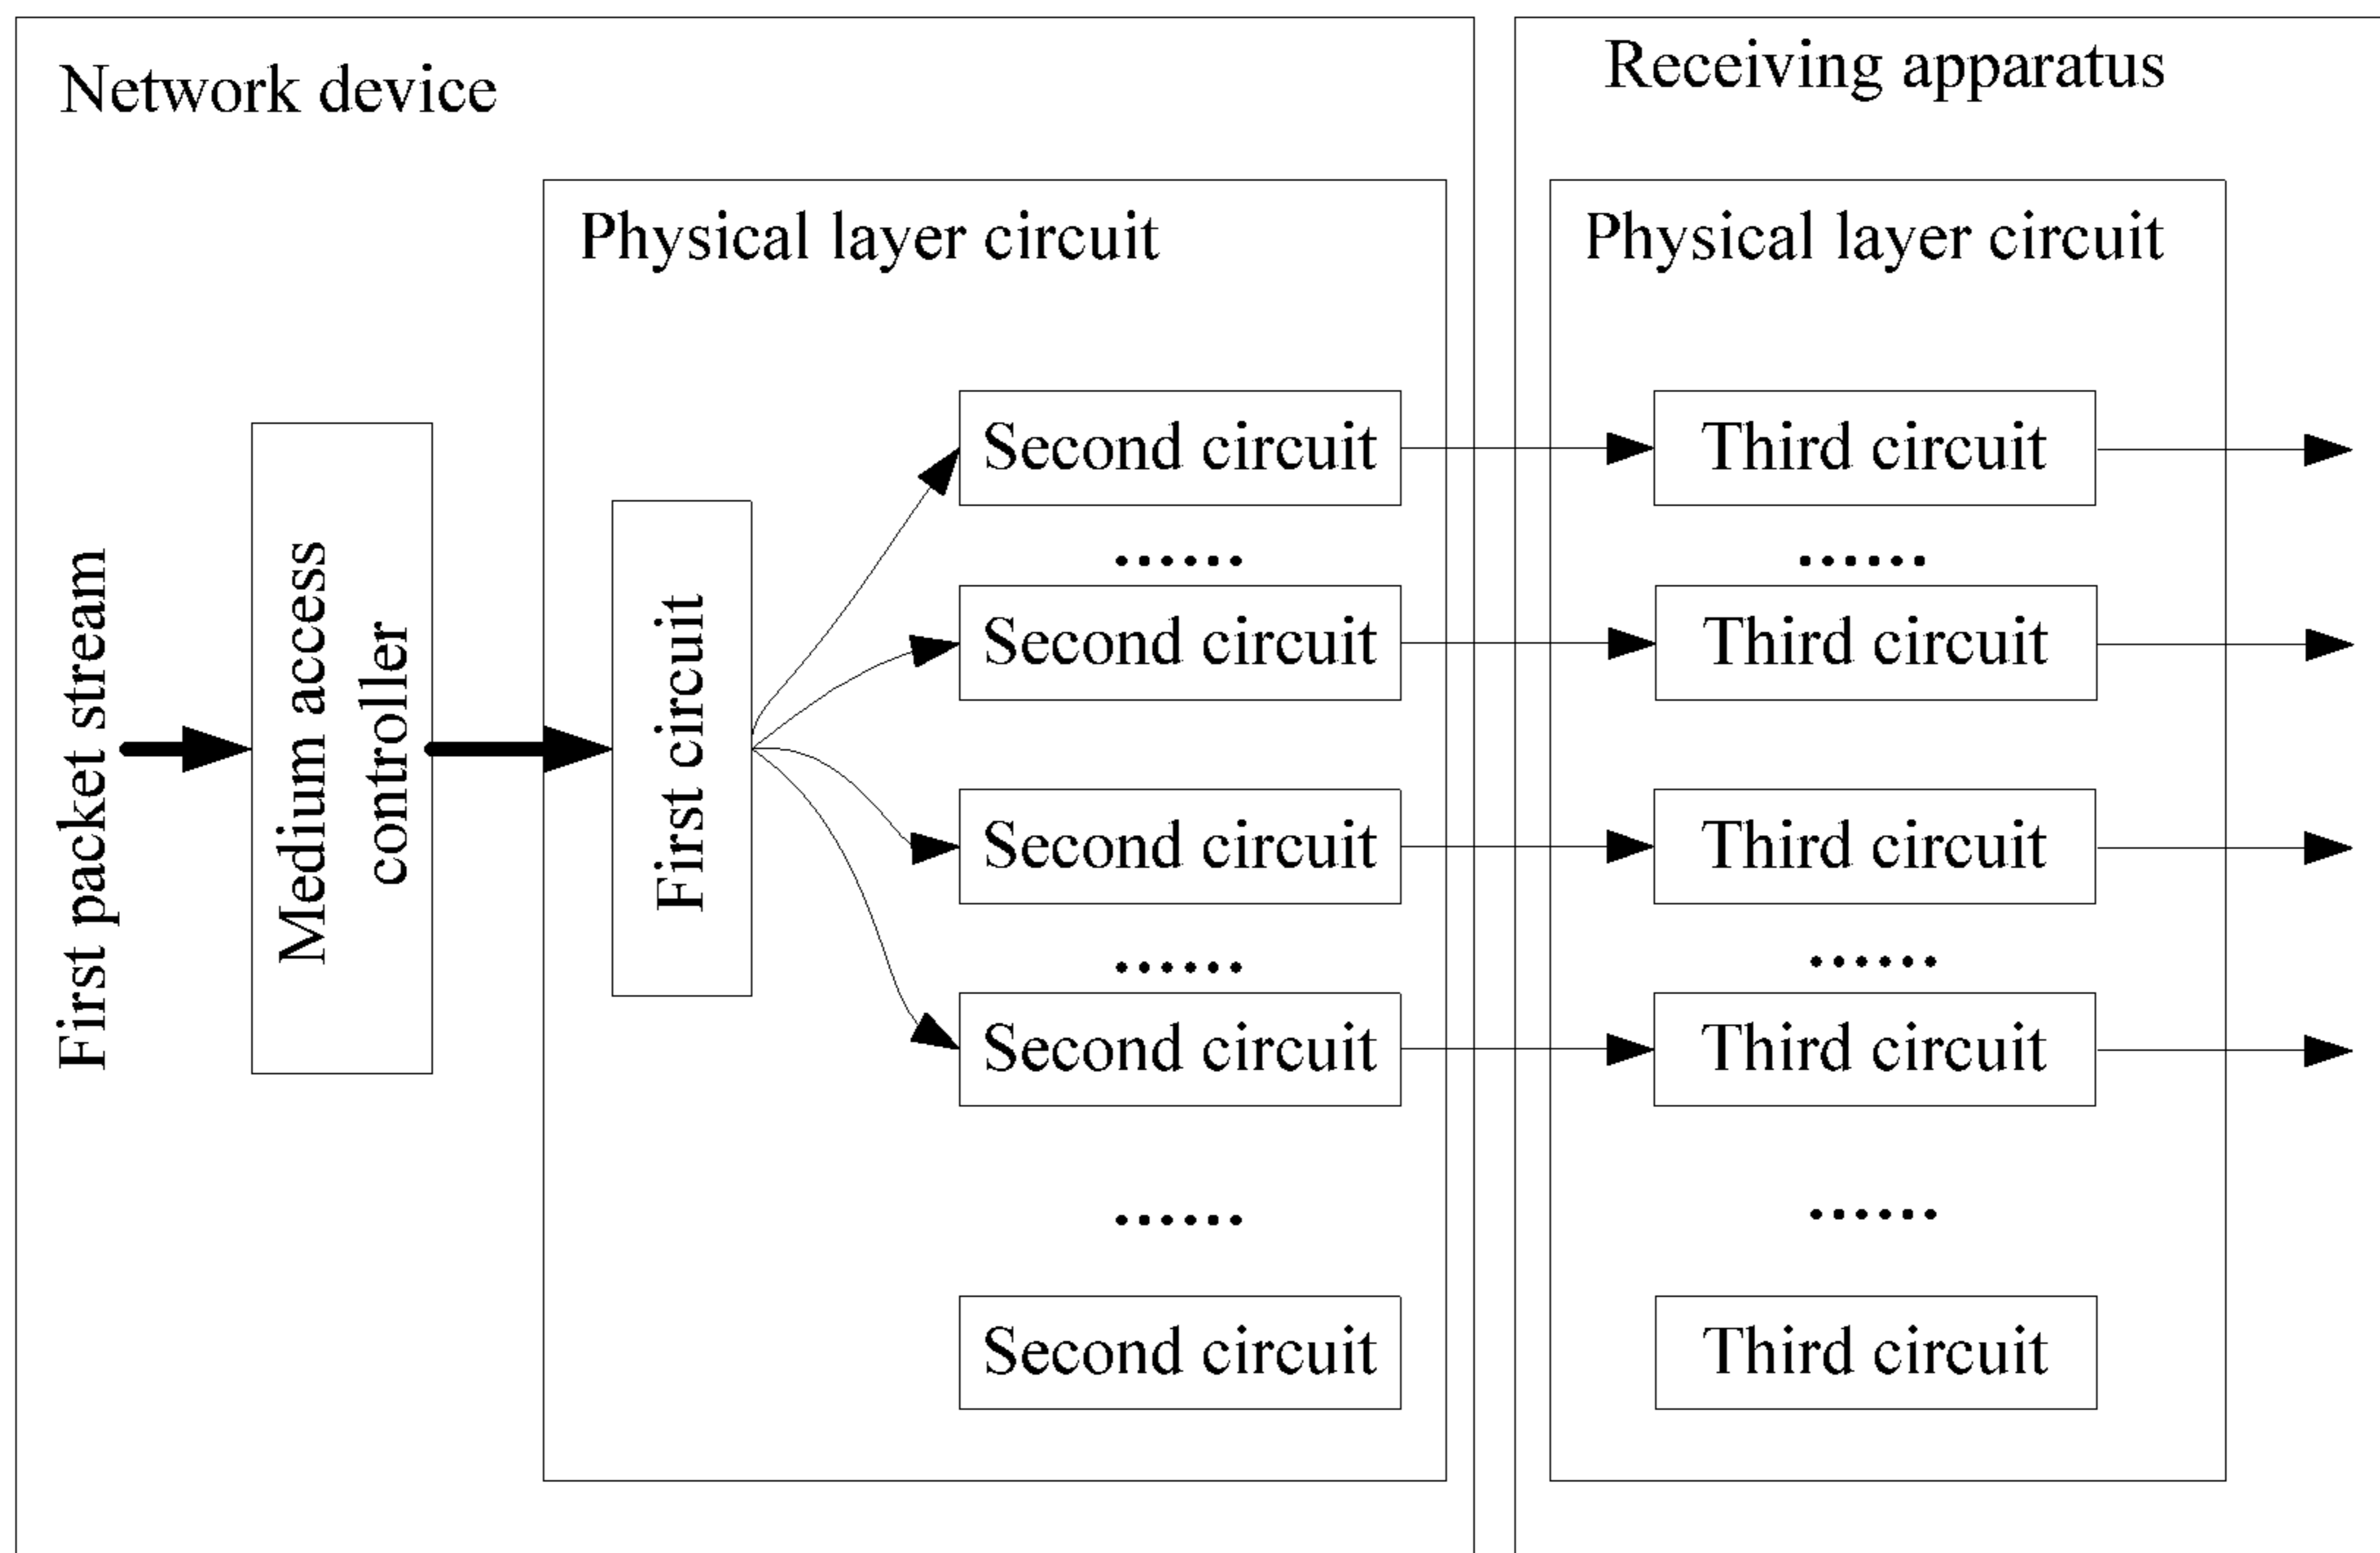 Network device
Receiving apparatus
Physical layer circuit
Physical layer circuit
First packet stream
Medium access
controller
First circuit
Second circuit
Third circuit
......
......
Second circuit
Third circuit
Second circuit
Third circuit
......
......
Second circuit
Third circuit
......
......
Second circuit
Third circuit